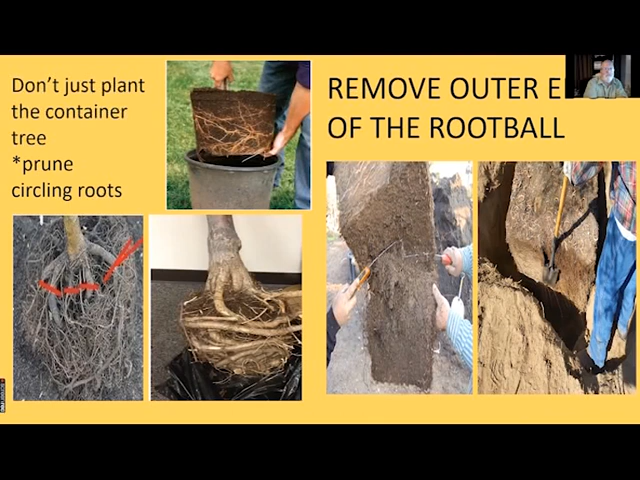 Don't just plant
the container
tree
*prune
circling roots
REMOVE OUTER
OF THE ROOTBALL